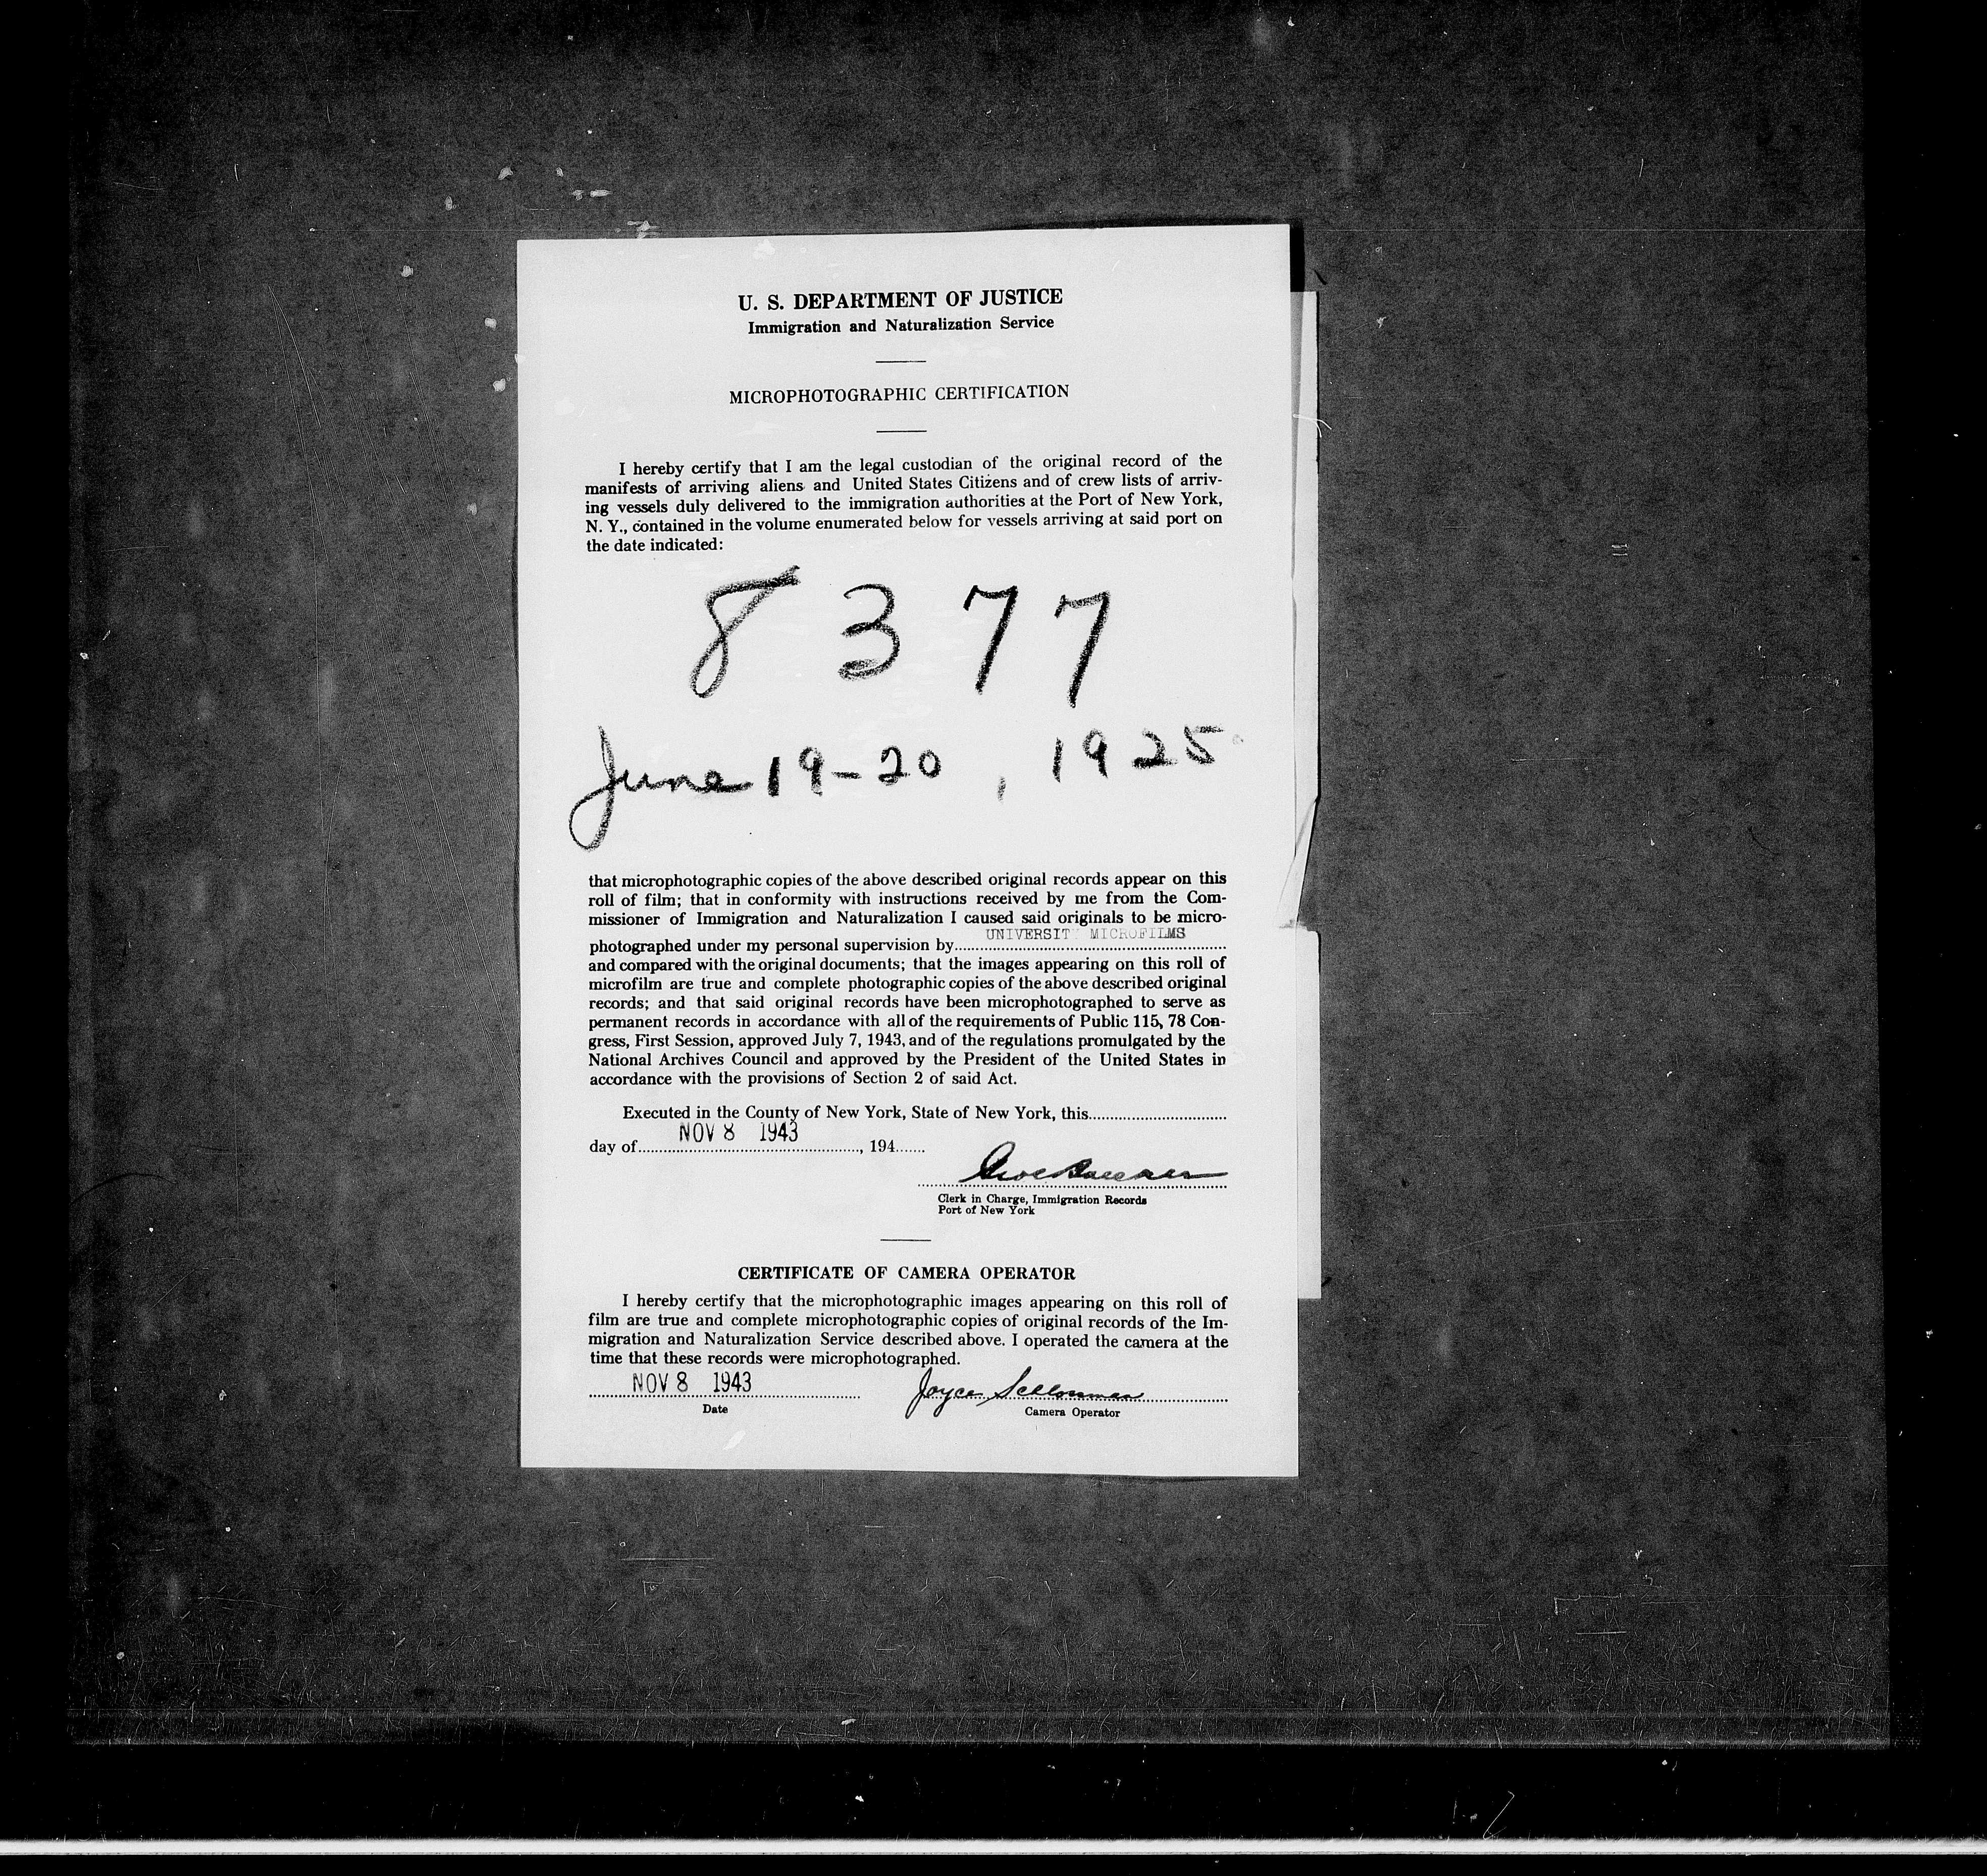 U. S. DEPARTMENT OF JUSTICE
Immigration and Naturalization Service
MICROPHOTOGRAPHIC CERTIFICATION
I hereby certify that I am the legal custodian of the original record of the
manifests of arriving aliens and United States Citizens and of crew lists of arriv-
ing vessels duly delivered to the immigration authorities at the Port of New York,
N. Y., contained in the volume enumerated below for vessels arriving at said port on
the date indicated:
8 3 7 7
June 19-20, 1925
that microphotographic copies of the above described original records appear on this
roll of film; that in conformity with instructions received by me from the Com-
missioner of Immigration and Naturalization I caused said originals to be micro-
UNIVERSIT MICROFILMS
photographed under my personal supervision by
and compared with the original documents; that the images appearing on this roll of
microfilm are true and complete photographic copies of the above described original
records; and that said original records have been microphotographed to serve as
permanent records in accordance with all of the requirements of Public 115, 78 Con-
gress, First Session, approved July 7, 1943, and of the regulations promulgated by the
National Archives Council and approved by the President of the United States in
accordance with the provisions of Section 2 of said Act.
Executed in the County of New York, State of New York, this
NOV 8 1943
day of, 194
Clerk in Charge, Immigration Records
Port of New York
CERTIFICATE OF CAMERA OPERATOR
I hereby certify that the microphotographic images appearing on this roll of
film are true and complete microphotographic copies of original records of the Im-
migration and Naturalization Service described above. I operated the camera at the
time that these records were microphotographed.
NOV 8 1943 Joyce
Date Camera Operator